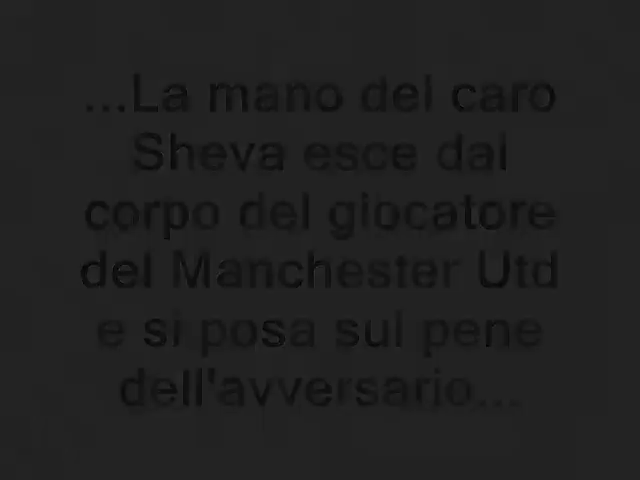 ...La mano del caro
Sheva esce dal
corpo del giocatore
del Manchester Utd
e si posa sul pene
dell'avversario...